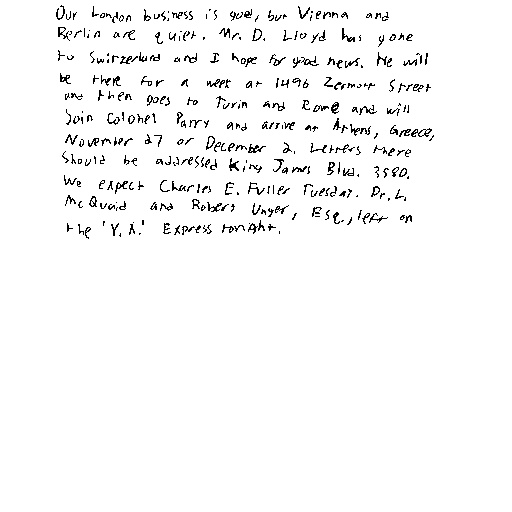 Our London business is good, but Vienna and
Berlin are quiet. Mr. D. Lloyd has gone
to Switzerland and I hope for good news. He will
be there for a week at 1496 Zermott Street
and then goes to Turin and Rome and will
join Colonel Parry and arrive at Athens, Greece,
November 27 or December 2. Letters there
should be addressed King James Blvd. 3580.
We expect Charles E. Fuller Tuesday. Dr. L.
McQuaid and Robert Unger, Esq., left on
the 'Y.X.' Express tonight.